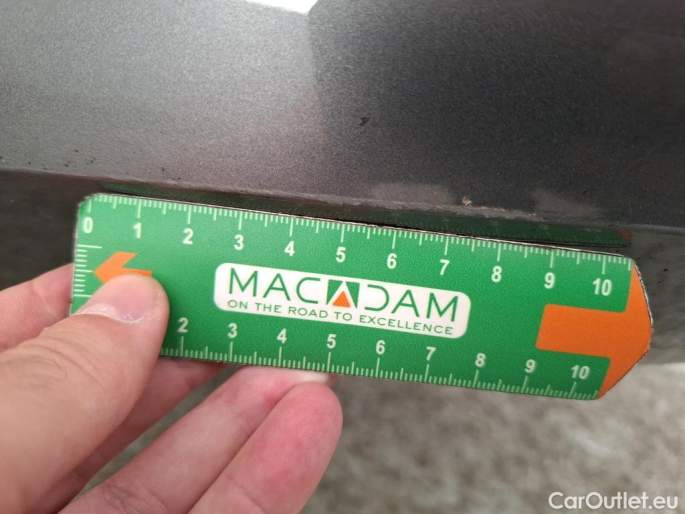 0 1 2 3 4 5 6 7 8 9 10
MACADAM
ON THE ROAD TO EXCELLENCE
2 3 4 5 6 7 8 9 10
CarOutlet.eu